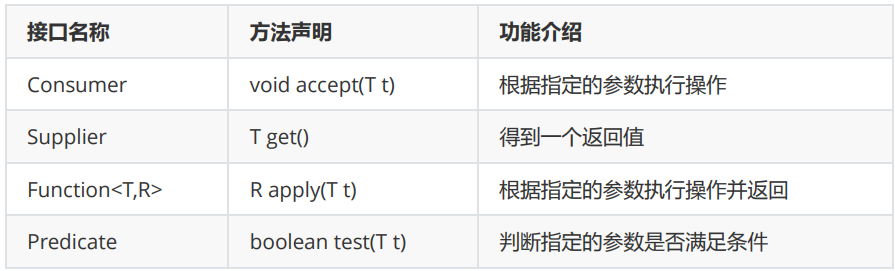 接口名称 方法声明 功能介绍
Consumer void accept(T t) 根据指定的参数执行操作
Supplier T get() 得到一个返回值
Function<T,R> R apply(T t) 根据指定的参数执行操作并返回
Predicate boolean test(T t) 判断指定的参数是否满足条件